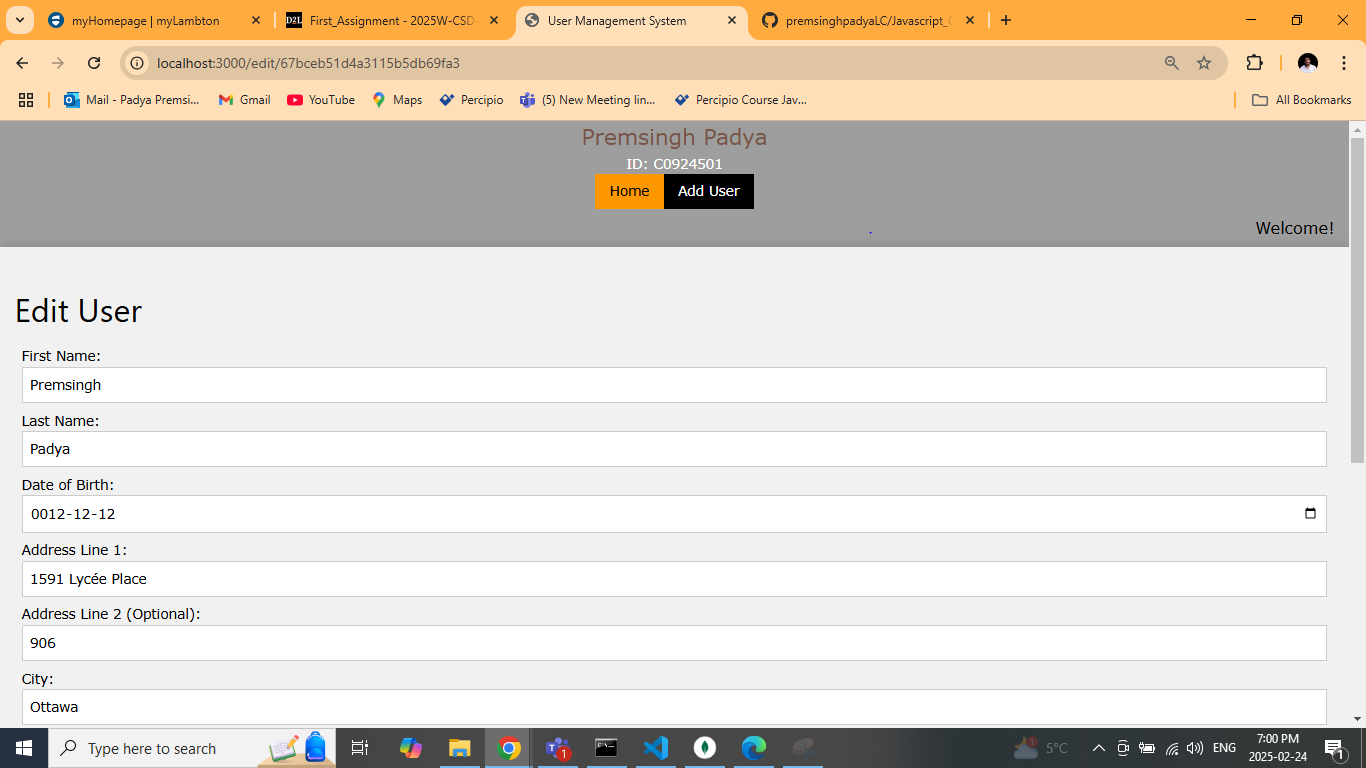 myHomepage | myLambton
D2L First_Assignment - 2025W-CSD
User Management System
premsinghpadyaLC/Javascript_
localhost:3000/edit/67bceb51d4a3115b5db69fa3
Mail - Padya Premsi...
Gmail
YouTube
Maps
Percipio
(5) New Meeting lin...
Percipio Course Jav...
All Bookmarks
Premsingh Padya
ID: C0924501
Home Add User
Welcome!
Edit User
First Name:
Premsingh
Last Name:
Padya
Date of Birth:
0012-12-12
Address Line 1:
1591 Lycée Place
Address Line 2 (Optional):
906
City:
Ottawa
Type here to search
1
1
5°C
ENG
7:00 PM
2025-02-24
1